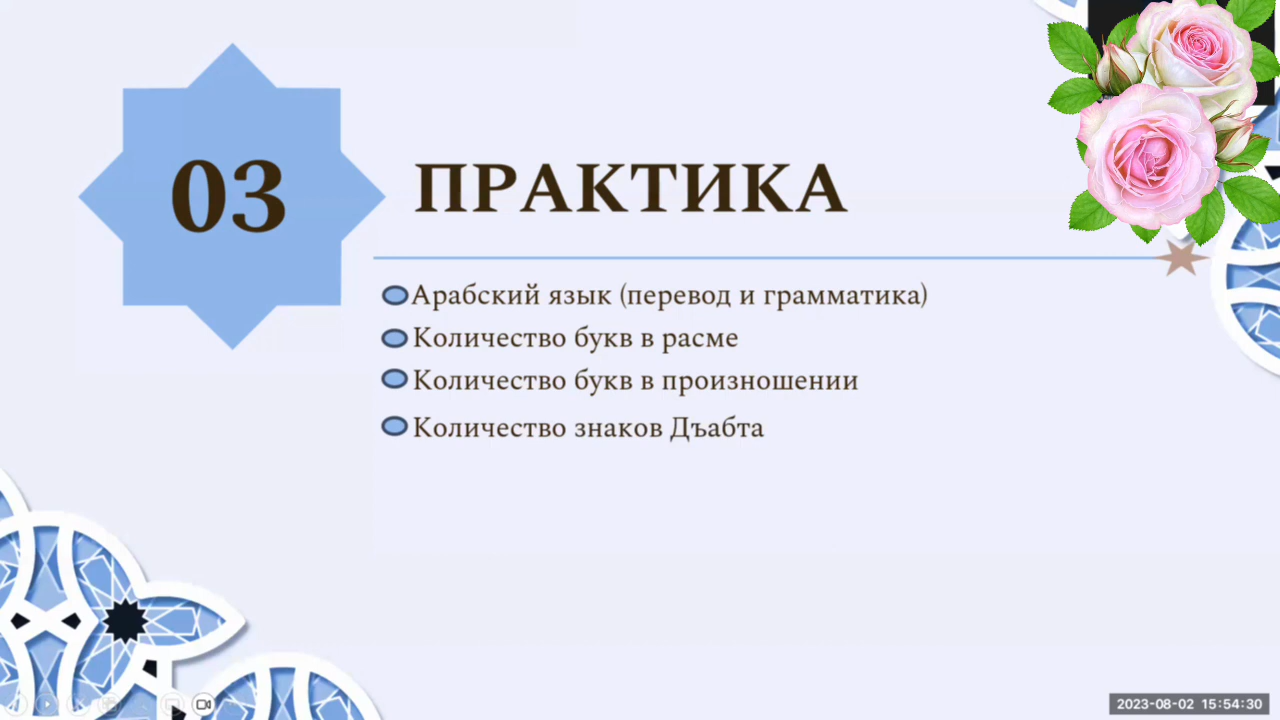 03
ПРАКТИКА
Арабский язык (перевод и грамматика)
Количество букв в расме
Количество букв в произношении
Количество знаков Дъабта
2023-08-02 15:54:30